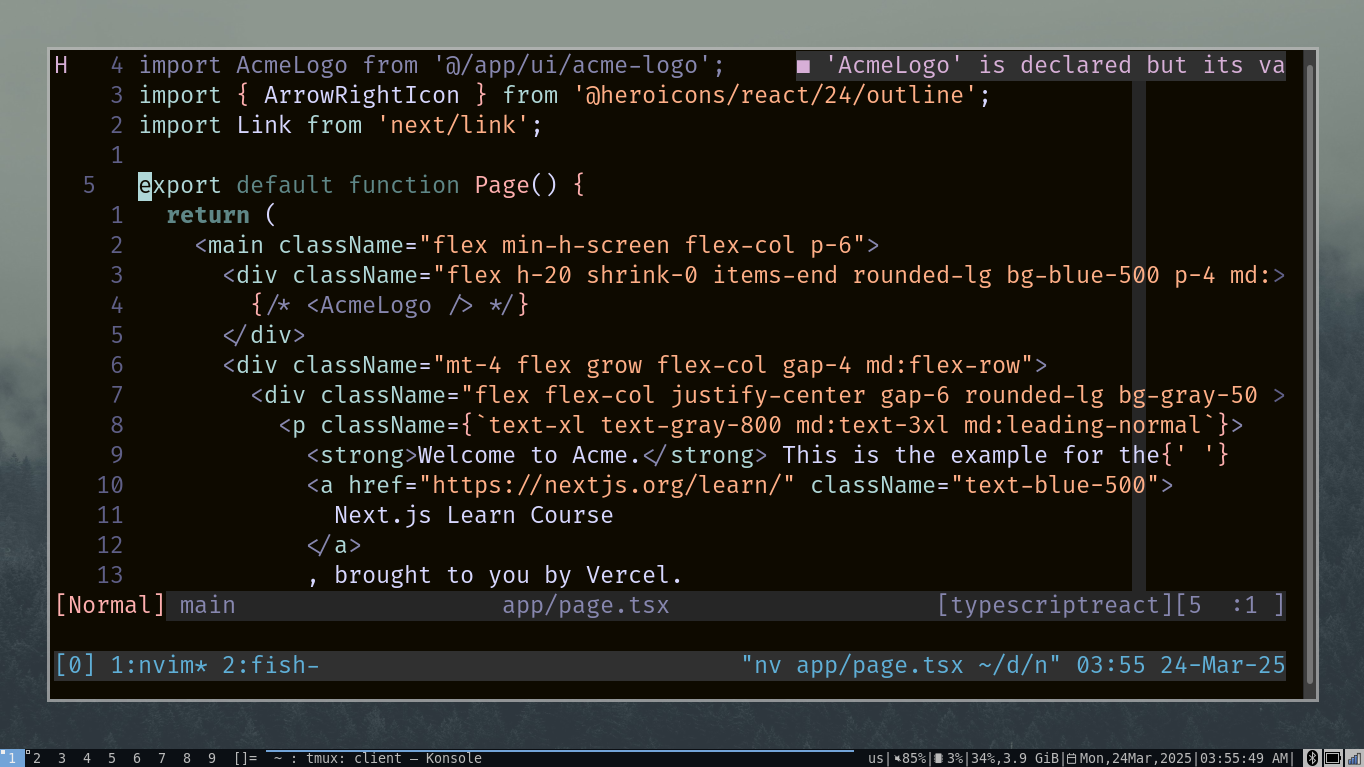 H   4 import AcmeLogo from '@/app/ui/acme-logo';     ■ 'AcmeLogo' is declared but its va
    3 import { ArrowRightIcon } from '@heroicons/react/24/outline';
    2 import Link from 'next/link';
    1
  5   export default function Page() {
    1   return (
    2     <main className="flex min-h-screen flex-col p-6">
    3       <div className="flex h-20 shrink-0 items-end rounded-lg bg-blue-500 p-4 md:>
    4         {/* <AcmeLogo /> */}
    5       </div>
    6       <div className="mt-4 flex grow flex-col gap-4 md:flex-row">
    7         <div className="flex flex-col justify-center gap-6 rounded-lg bg-gray-50 >
    8           <p className={`text-xl text-gray-800 md:text-3xl md:leading-normal`}>
    9             <strong>Welcome to Acme.</strong> This is the example for the{' '}
   10             <a href="https://nextjs.org/learn/" className="text-blue-500">
   11               Next.js Learn Course
   12             </a>
   13             , brought to you by Vercel.
[Normal] main                   app/page.tsx                   [typescriptreact][5  :1 ]
[0] 1:nvim* 2:fish-                              "nv app/page.tsx ~/d/n" 03:55 24-Mar-25
1 2 3 4 5 6 7 8 9 []= ~ : tmux: client — Konsole us| 85%| 3%|34%,3.9 GiB| Mon,24Mar,2025|03:55:49 AM|